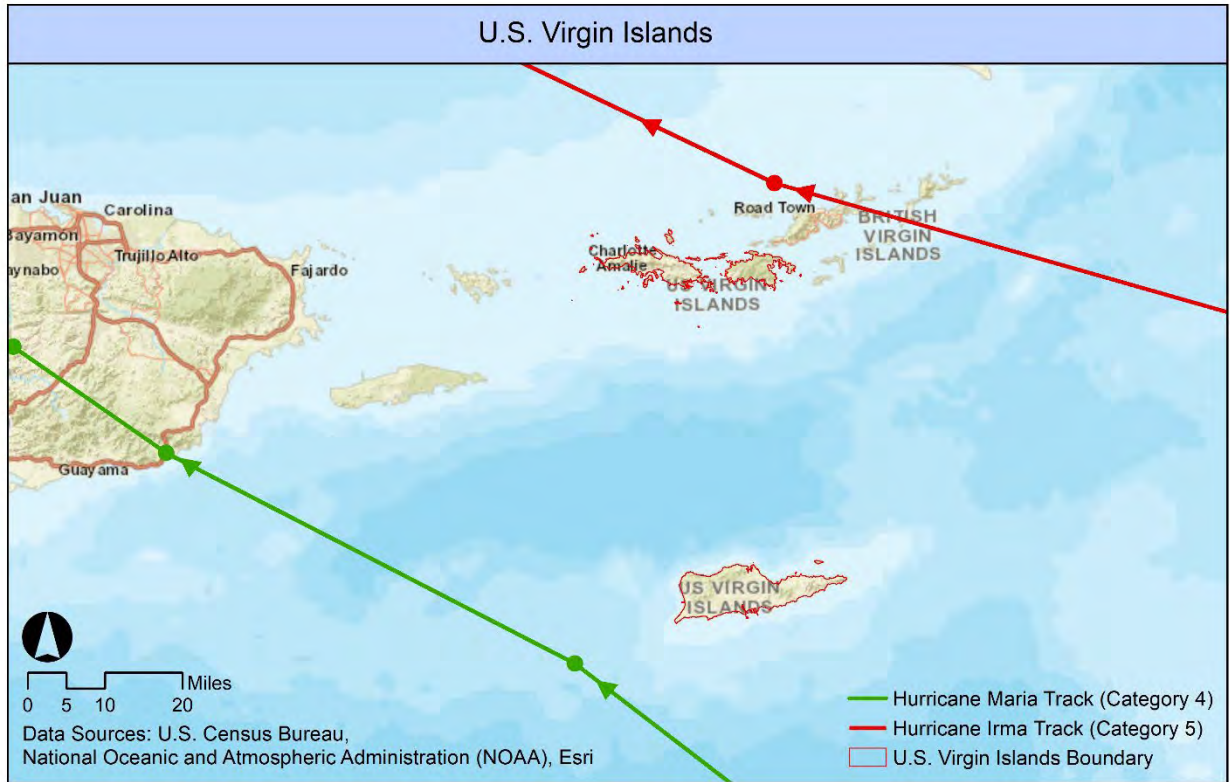 U.S. Virgin Islands
an Juan
Carolina
Bayamón
Trujillo Alto
aynabo
Fajardo
Guayama
Road Town
BRITISH
VIRGIN
ISLANDS
Charlotte
Amalie
US VIRGIN
ISLANDS
US VIRGIN
ISLANDS
0 5 10 20 Miles
Data Sources: U.S. Census Bureau,
National Oceanic and Atmospheric Administration (NOAA), Esri
Hurricane Maria Track (Category 4)
Hurricane Irma Track (Category 5)
U.S. Virgin Islands Boundary